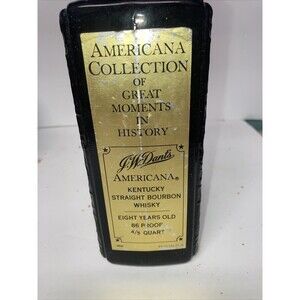 AMERICANA
COLLECTION
OF
GREAT
MOMENTS
IN
HISTORY
J.W. Dant's
AMERICANA®
KENTUCKY
STRAIGHT BOURBON
WHISKY
EIGHT YEARS OLD
86 PROOF
4/5 QUART